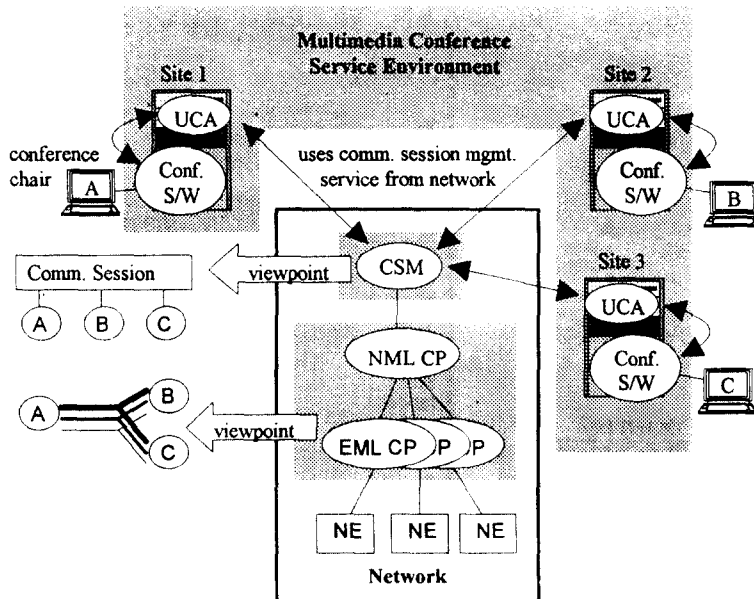 Multimedia Conference
Service Environment
Site 1
Site 2
UCA
UCA
conference
chair
uses comm. session mgmt.
service from network
A
Conf.
S/W
Conf.
S/W
B
Site 3
Comm. Session
viewpoint
CSM
UCA
A
B
C
NML CP
Conf.
S/W
C
A
B
C
viewpoint
EML CP
P
CP
NE
NE
NE
Network